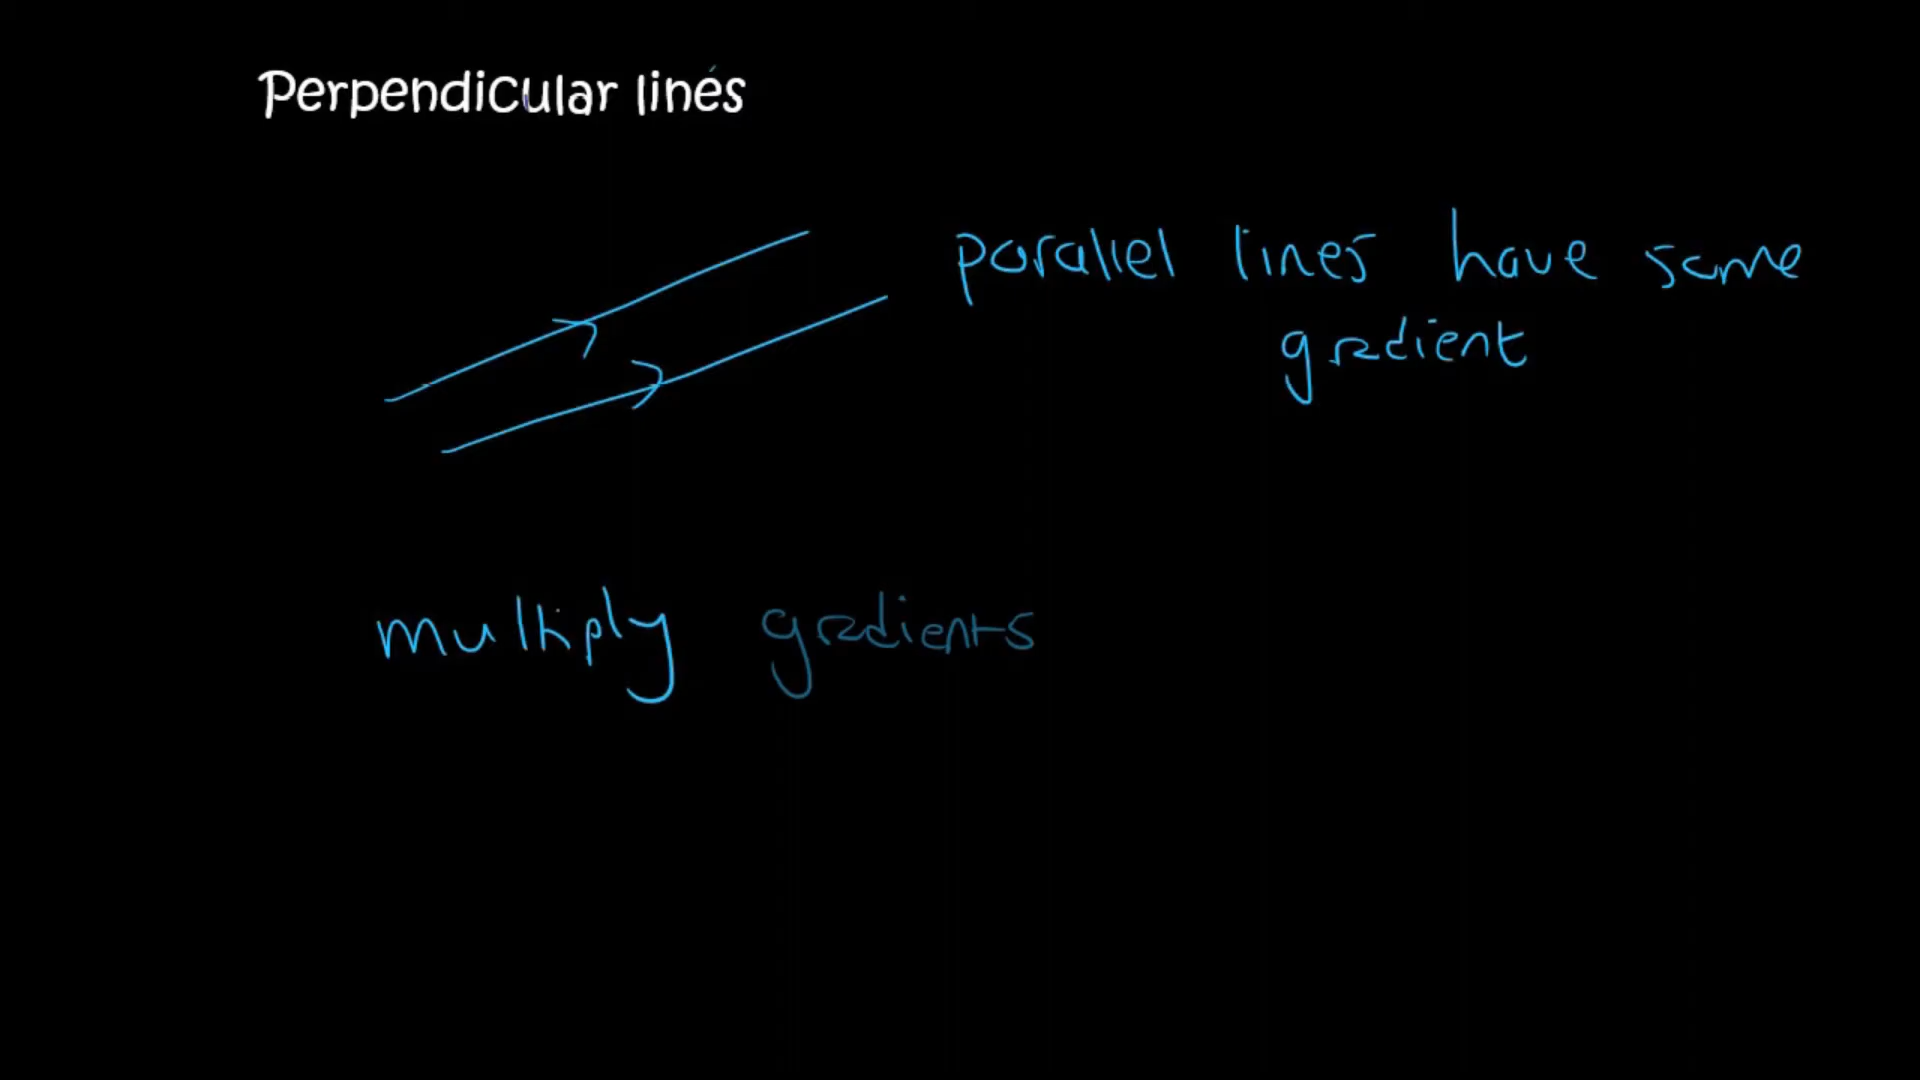 Perpendicular lines
parallel lines have same
gradient
multiply gradients